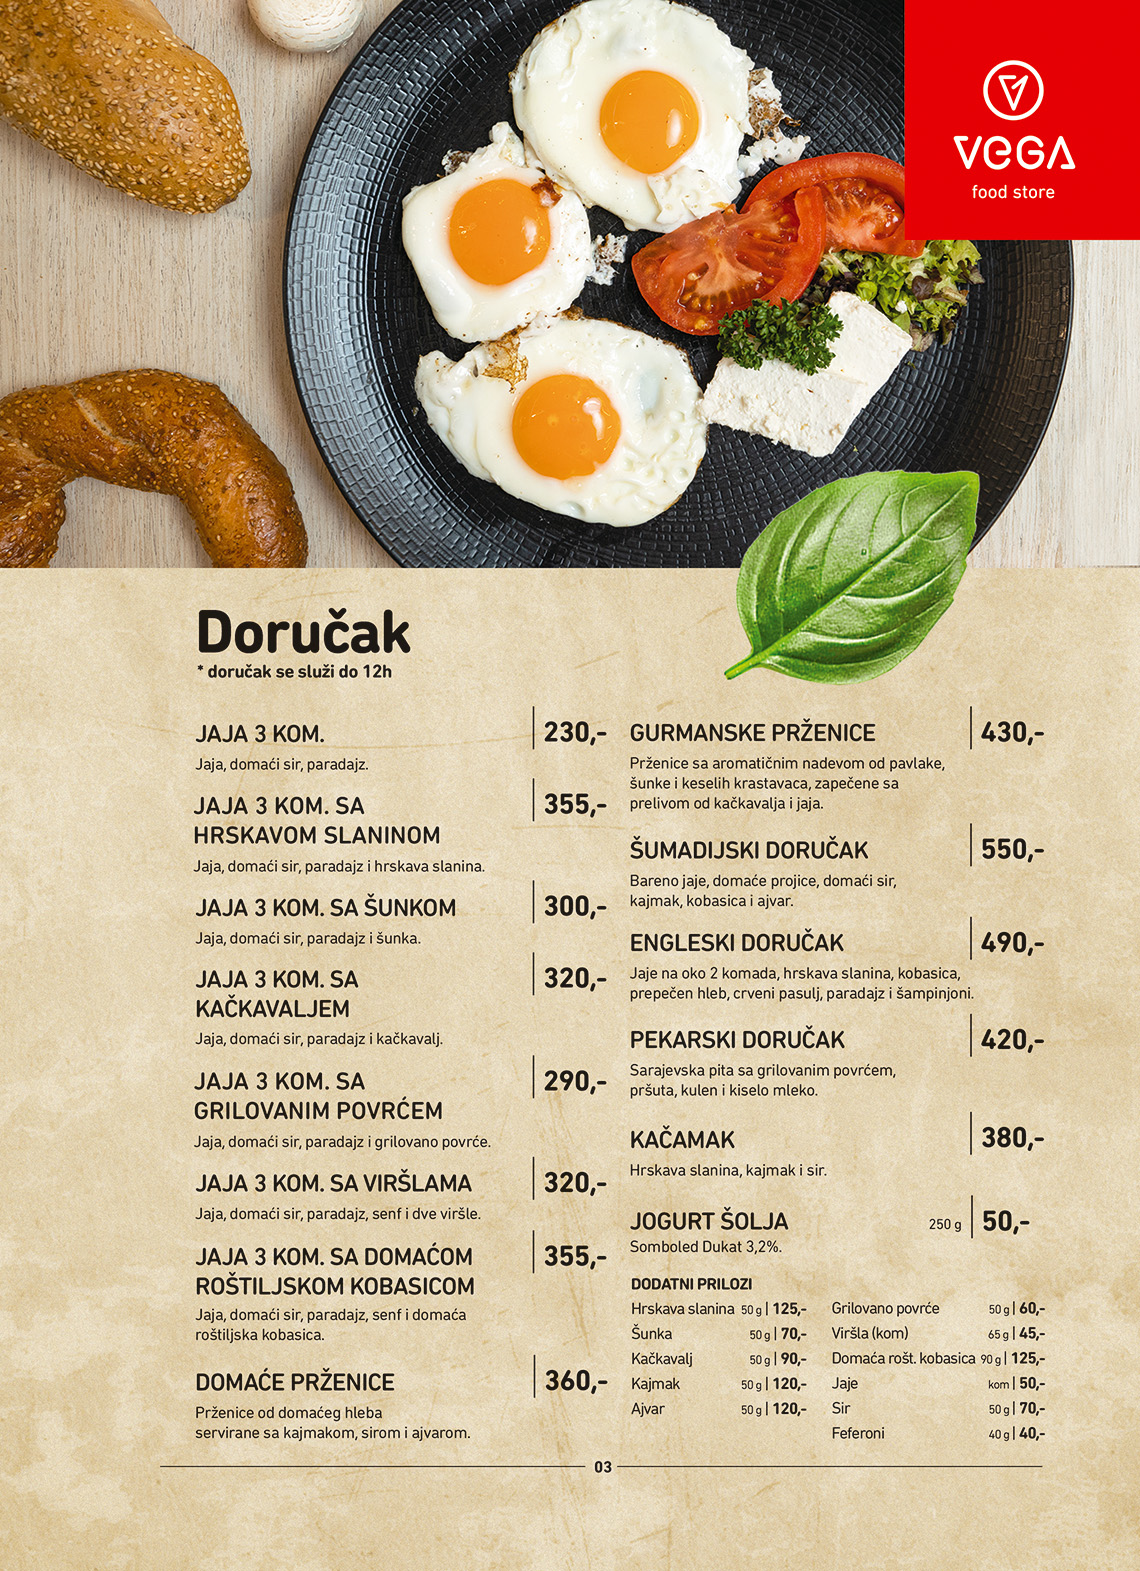 VEGA
food store
Doručak
* doručak se služi do 12h
JAJA 3 KOM. 230,-
Jaja, domaći sir, paradajz.
JAJA 3 KOM. SA 355,-
HRSKAVOM SLANINOM
Jaja, domaći sir, paradajz i hrskava slanina.
JAJA 3 KOM. SA ŠUNKOM 300,-
Jaja, domaći sir, paradajz i šunka.
JAJA 3 KOM. SA 320,-
KAČKAVALJEM
Jaja, domaći sir, paradajz i kačkavalj.
JAJA 3 KOM. SA 290,-
GRILOVANIM POVRĆEM
Jaja, domaći sir, paradajz i grilovano povrće.
JAJA 3 KOM. SA VIRŠLAMA 320,-
Jaja, domaći sir, paradajz, senf i dve viršle.
JAJA 3 KOM. SA DOMAĆOM 355,-
ROŠTILJSKOM KOBASICOM
Jaja, domaći sir, paradajz, senf i domaća
roštiljska kobasica.
DOMAĆE PRŽENICE 360,-
Prženice od domaćeg hleba
servirane sa kajmakom, sirom i ajvarom.
GURMANSKE PRŽENICE 430,-
Prženice sa aromatičnim nadevom od pavlake,
šunke i keselih krastavaca, zapečene sa
prelivom od kačkavalja i jaja.
ŠUMADIJSKI DORUČAK 550,-
Bareno jaje, domaće projice, domaći sir,
kajmak, kobasica i ajvar.
ENGLESKI DORUČAK 490,-
Jaje na oko 2 komada, hrskava slanina, kobasica,
prepečen hleb, crveni pasulj, paradajz i šampinjoni.
PEKARSKI DORUČAK 420,-
Sarajevska pita sa grilovanim povrćem,
pršuta, kulen i kiselo mleko.
KAČAMAK 380,-
Hrskava slanina, kajmak i sir.
JOGURT ŠOLJA 250 g 50,-
Somboled Dukat 3,2%.
DODATNI PRILOZI
Hrskava slanina 50 g | 125,-
Šunka 50 g | 70,-
Kačkavalj 50 g | 90,-
Kajmak 50 g | 120,-
Ajvar 50 g | 120,-
Grilovano povrće 50 g | 60,-
Viršla (kom) 65 g | 45,-
Domaća rošt. kobasica 90 g | 125,-
Jaje kom | 50,-
Sir 50 g | 70,-
Feferoni 40 g | 40,-
03